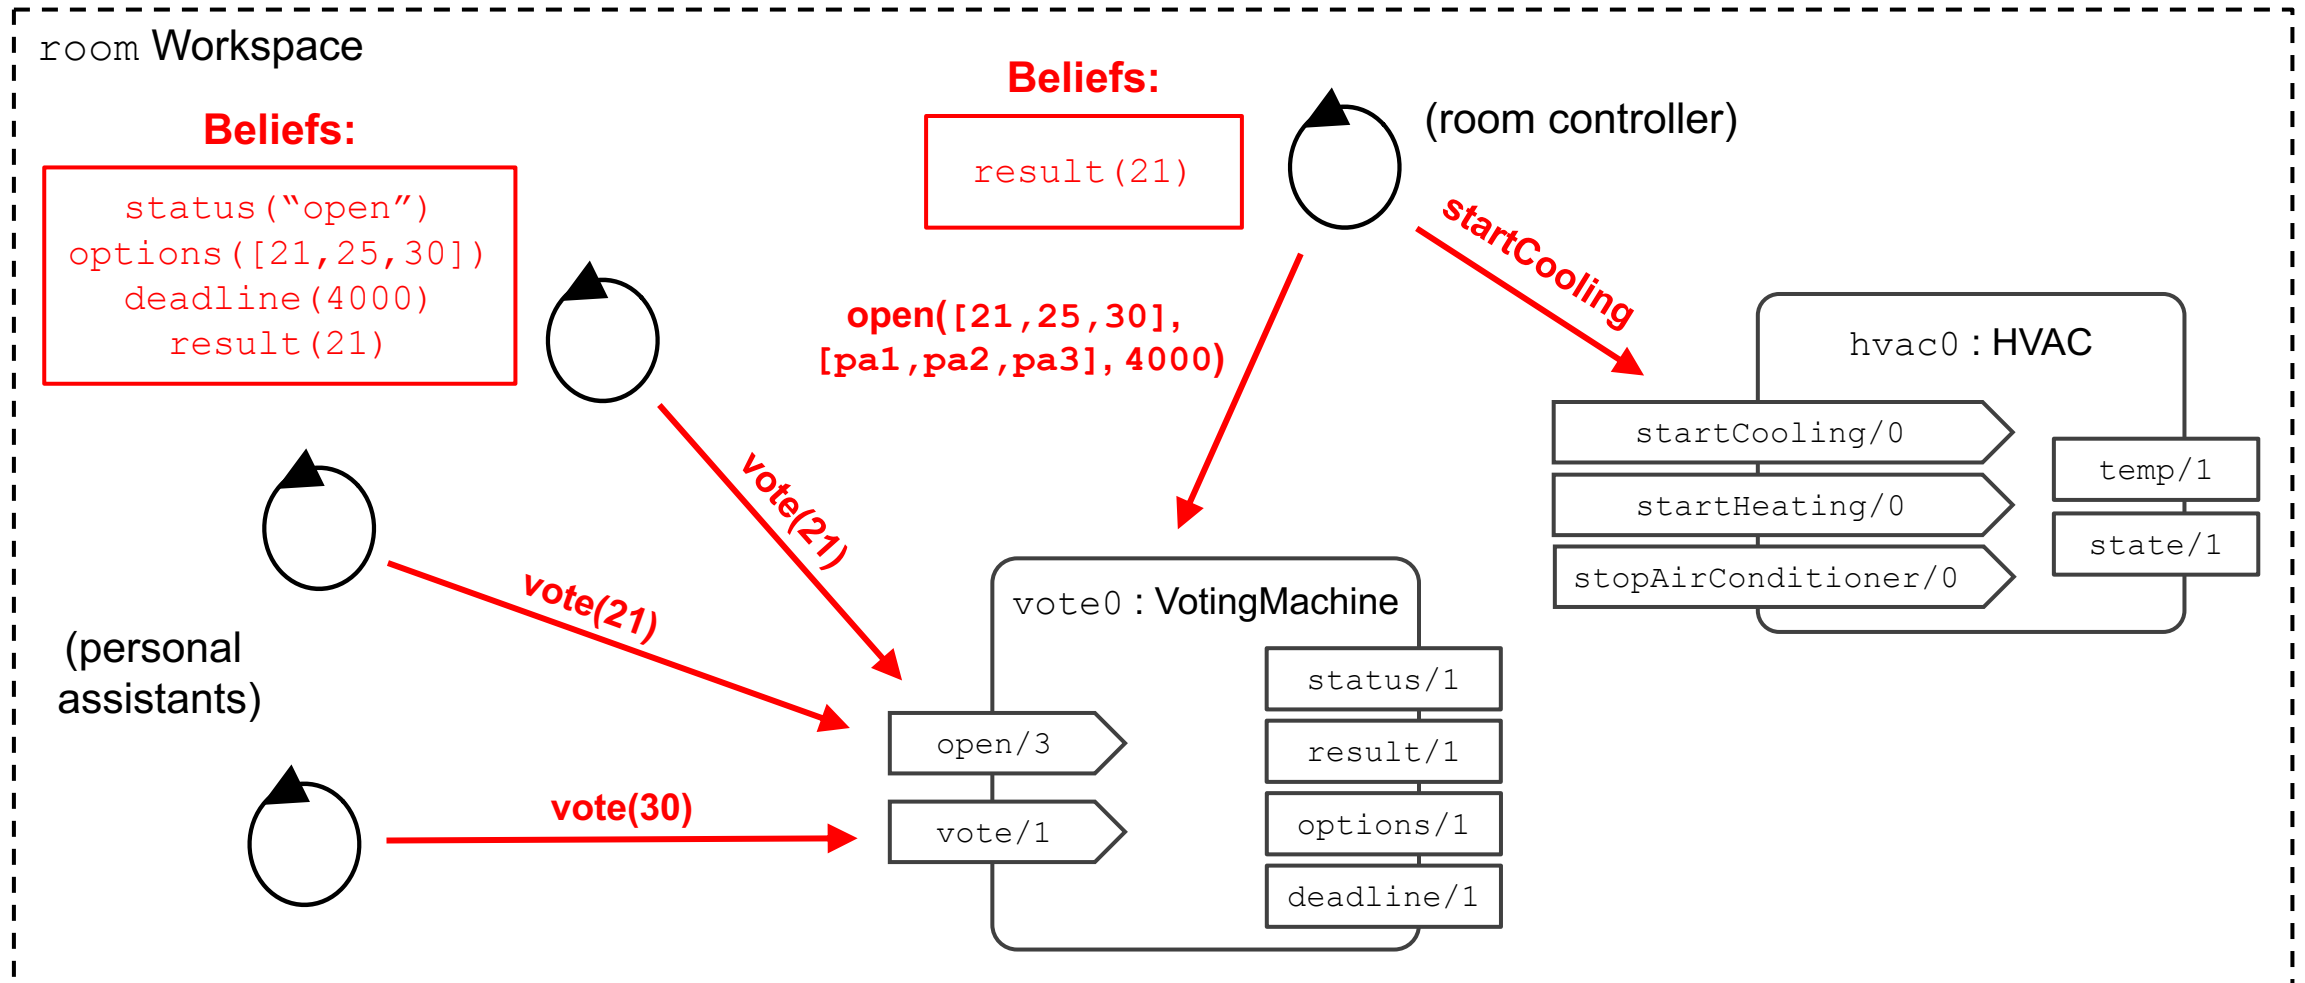 room Workspace
Beliefs:
status(“open”)
options([21,25,30])
deadline(4000)
result(21)
Beliefs:
result(21)
(room controller)
startCooling
open([21,25,30],
[pa1,pa2,pa3], 4000)
hvac0 : HVAC
startCooling/0
startHeating/0
stopAirConditioner/0
temp/1
state/1
vote(21)
vote(21)
(personal
assistants)
vote(30)
vote0 : VotingMachine
open/3
vote/1
status/1
result/1
options/1
deadline/1